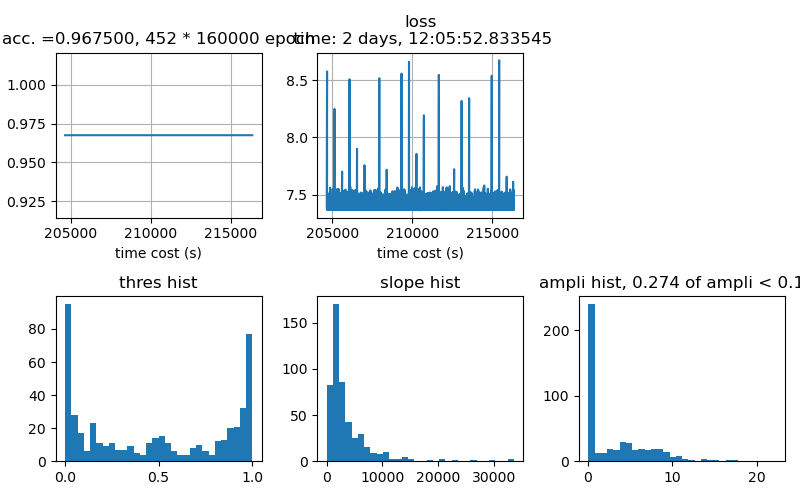 loss
acc. =0.967500, 452 * 160000 epoch
time: 2 days, 12:05:52.833545
1.000
0.975
0.950
0.925
205000 210000 215000
time cost (s)
8.5
8.0
7.5
205000 210000 215000
time cost (s)
thres hist
80
60
40
20
0
0.0 0.5 1.0
slope hist
150
100
50
0
0 10000 20000 30000
ampli hist, 0.274 of ampli < 0.1
200
100
0
0 10 20